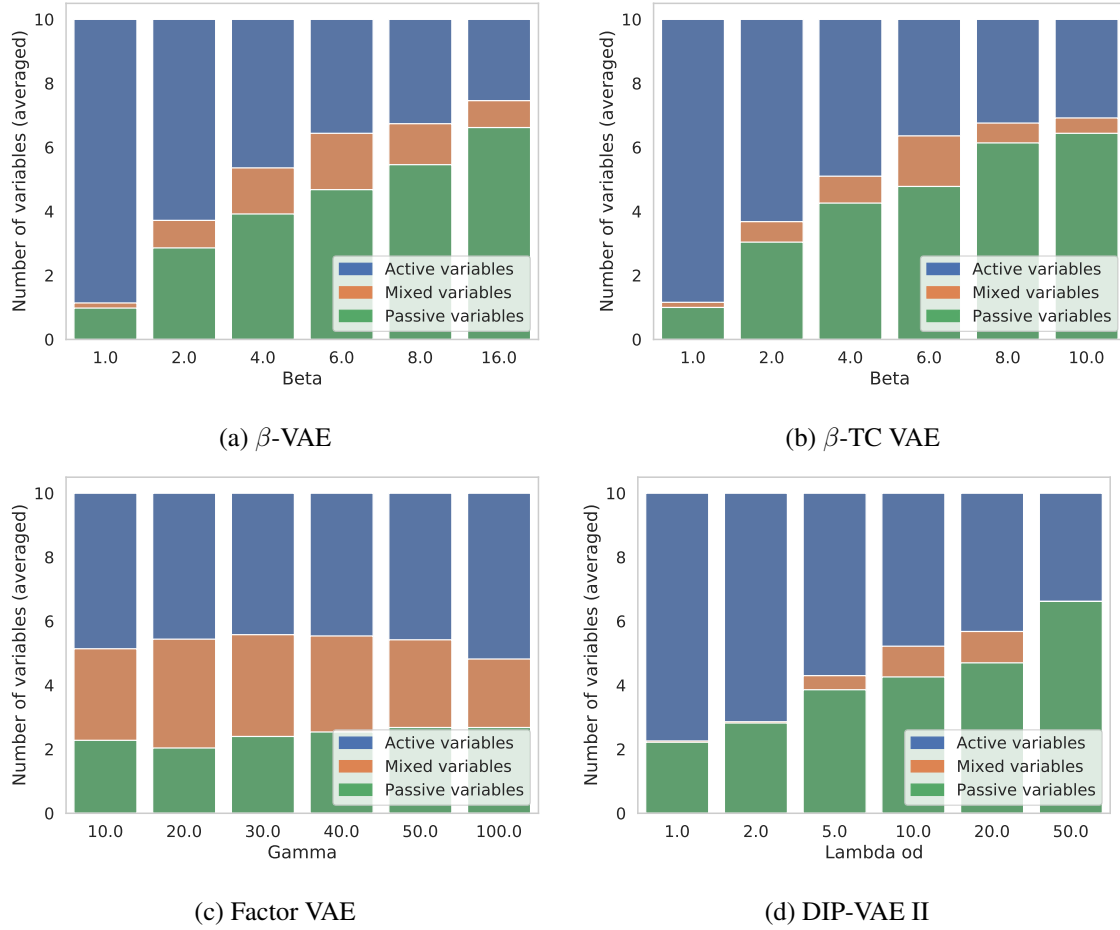 10
8
6
4
2
0
Number of variables (averaged)
Active variables
Mixed variables
Passive variables
1.0 2.0 4.0 6.0 8.0 16.0
Beta
(a) β-VAE
10
8
6
4
2
0
Number of variables (averaged)
Active variables
Mixed variables
Passive variables
1.0 2.0 4.0 6.0 8.0 10.0
Beta
(b) β-TC VAE
10
8
6
4
2
0
Number of variables (averaged)
Active variables
Mixed variables
Passive variables
10.0 20.0 30.0 40.0 50.0 100.0
Gamma
(c) Factor VAE
10
8
6
4
2
0
Number of variables (averaged)
Active variables
Mixed variables
Passive variables
1.0 2.0 5.0 10.0 20.0 50.0
Lambda od
(d) DIP-VAE II